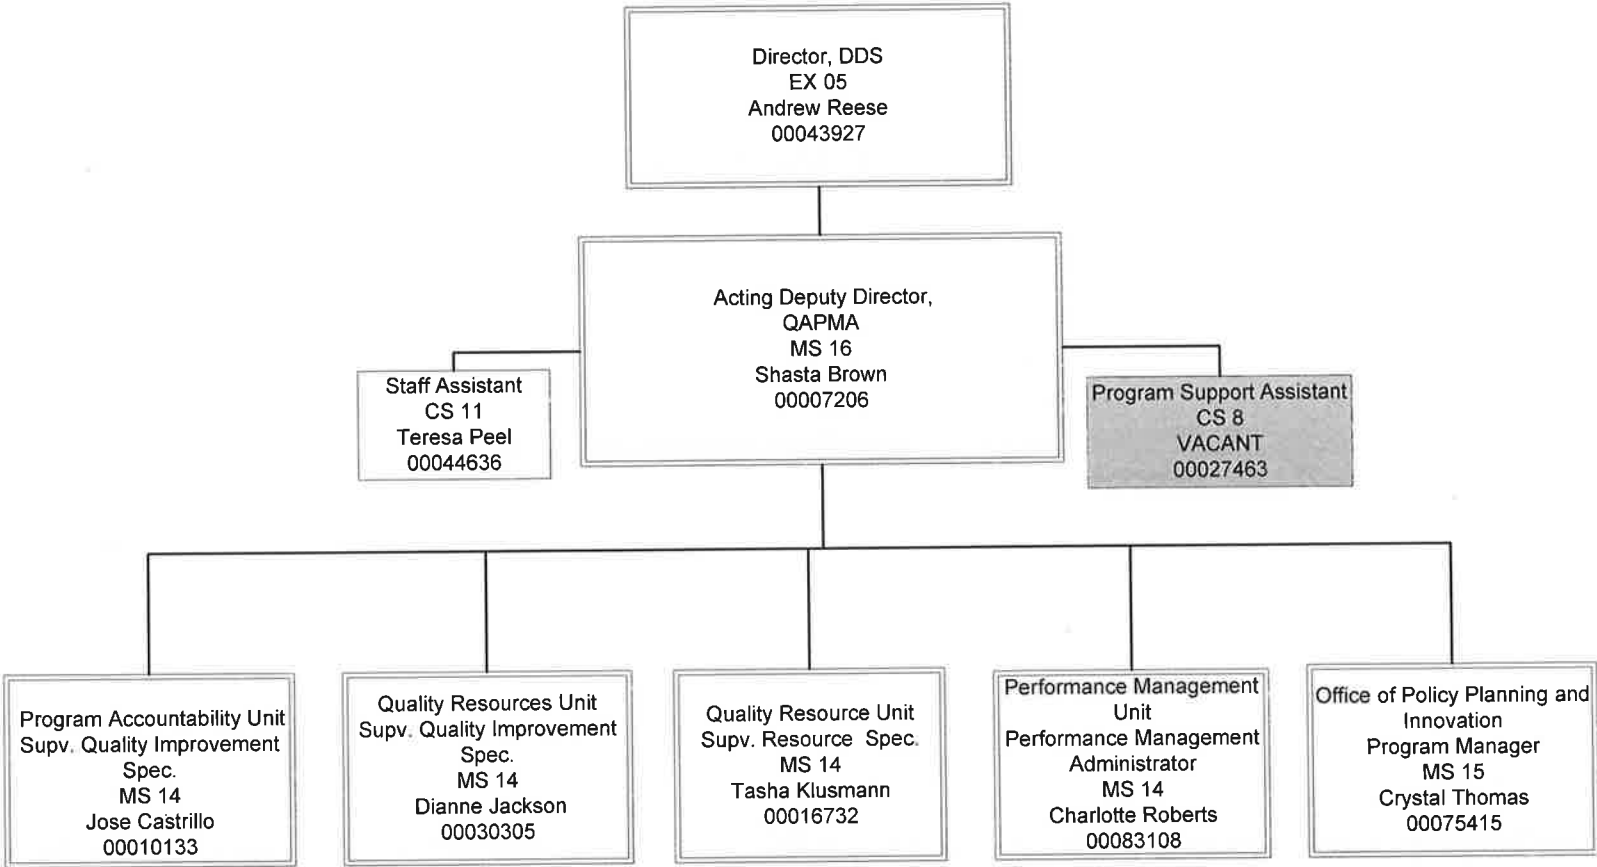 Director, DDS
EX 05
Andrew Reese
00043927
Acting Deputy Director,
QAPMA
MS 16
Shasta Brown
00007206
Staff Assistant
CS 11
Teresa Peel
00044636
Program Support Assistant
CS 8
VACANT
00027463
Program Accountability Unit
Supv. Quality Improvement
Spec.
MS 14
Jose Castrillo
00010133
Quality Resources Unit
Supv. Quality Improvement
Spec.
MS 14
Dianne Jackson
00030305
Quality Resource Unit
Supv. Resource Spec.
MS 14
Tasha Klusmann
00016732
Performance Management
Unit
Performance Management
Administrator
MS 14
Charlotte Roberts
00083108
Office of Policy Planning and
Innovation
Program Manager
MS 15
Crystal Thomas
00075415